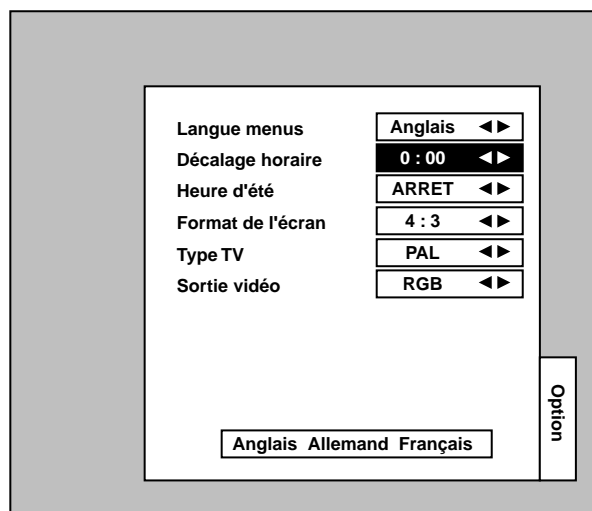 Langue menus Anglais ◄►
Décalage horaire 0 : 00 ◄►
Heure d'été ARRET ◄►
Format de l'écran 4 : 3 ◄►
Type TV PAL ◄►
Sortie vidéo RGB ◄►
Option
Anglais Allemand Français